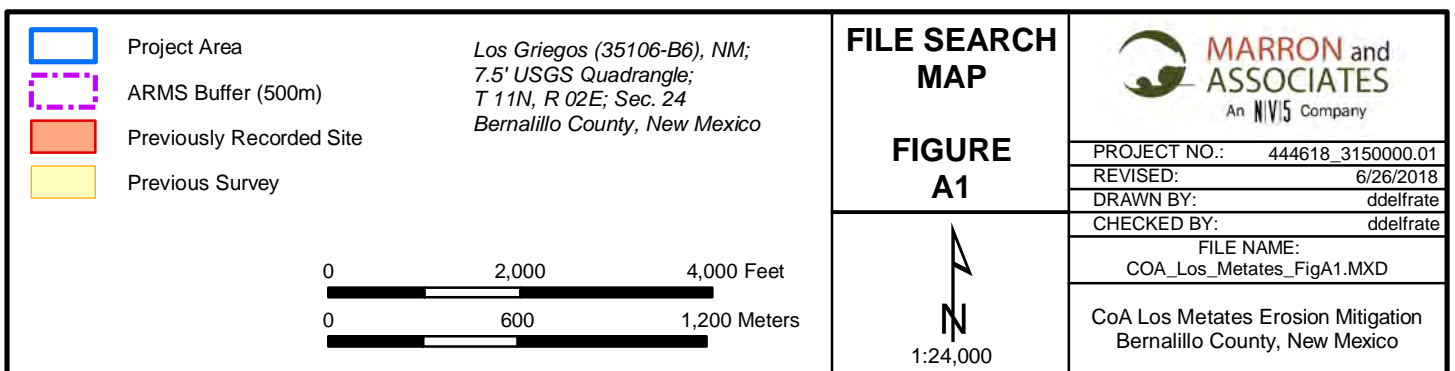 Project Area
ARMS Buffer (500m)
Previously Recorded Site
Previous Survey
Los Griegos (35106-B6), NM;
7.5' USGS Quadrangle;
T 11N, R 02E; Sec. 24
Bernalillo County, New Mexico
0 2,000 4,000 Feet
0 600 1,200 Meters
FILE SEARCH
MAP
FIGURE
A1
N
1:24,000
MARRON and
ASSOCIATES
An N|V|5 Company
PROJECT NO.: 444618_3150000.01
REVISED: 6/26/2018
DRAWN BY: ddelfrate
CHECKED BY: ddelfrate
FILE NAME:
COA_Los_Metates_FigA1.MXD
CoA Los Metates Erosion Mitigation
Bernalillo County, New Mexico